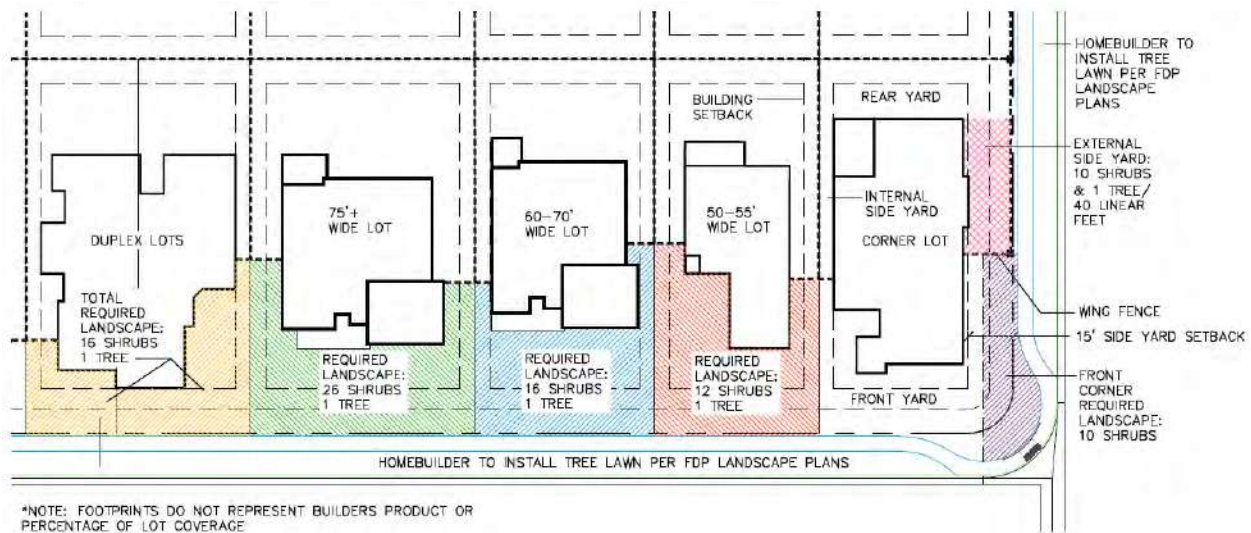 HOMEBUILDER TO
INSTALL TREE
LAWN PER FDP
LANDSCAPE
PLANS
BUILDING
SETBACK
REAR YARD
EXTERNAL
SIDE YARD:
10 SHRUBS
& 1 TREE/
40 LINEAR
FEET
DUPLEX LOTS
75'+
WIDE LOT
60-70'
WIDE LOT
50-55'
WIDE LOT
INTERNAL
SIDE YARD
CORNER LOT
TOTAL
REQUIRED
LANDSCAPE:
16 SHRUBS
1 TREE
WING FENCE
15' SIDE YARD SETBACK
REQUIRED
LANDSCAPE:
26 SHRUBS
1 TREE
REQUIRED
LANDSCAPE:
16 SHRUBS
1 TREE
REQUIRED
LANDSCAPE:
12 SHRUBS
1 TREE
FRONT YARD
FRONT
CORNER
REQUIRED
LANDSCAPE:
10 SHRUBS
HOMEBUILDER TO INSTALL TREE LAWN PER FDP LANDSCAPE PLANS
*NOTE: FOOTPRINTS DO NOT REPRESENT BUILDERS PRODUCT OR
PERCENTAGE OF LOT COVERAGE